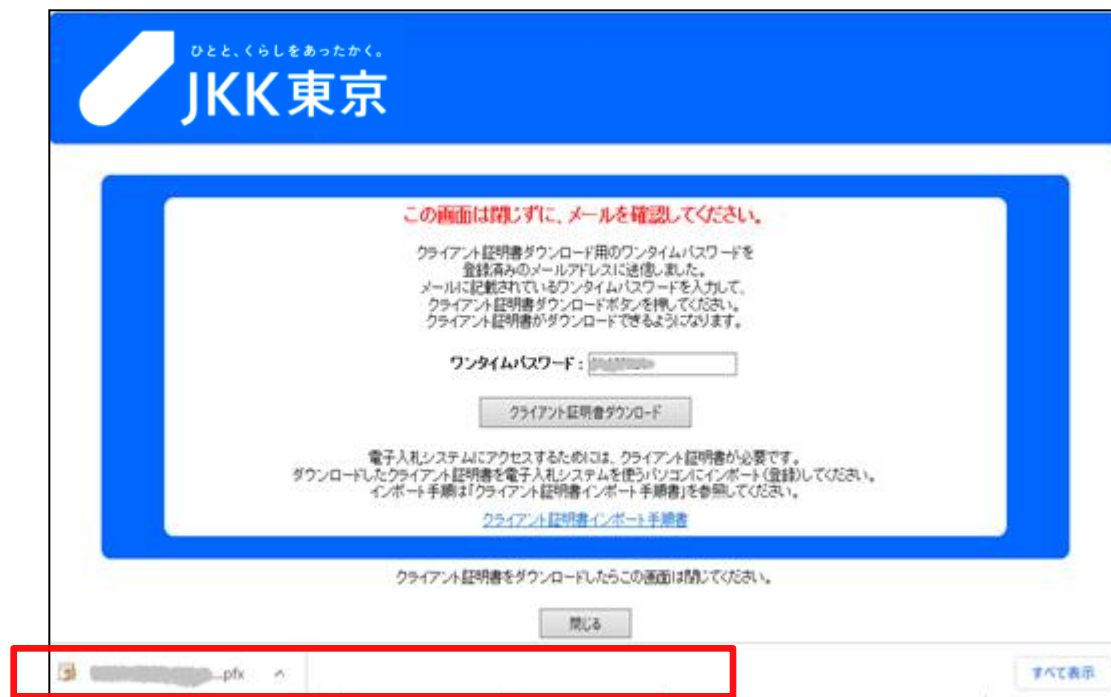 ひとと、くらしをあったかく。
JKK東京
この画面は閉じずに、メールを確認してください。
クライアント証明書ダウンロード用のワンタイムパスワードを
登録済みのメールアドレスに送信しました。
メールに記載されているワンタイムパスワードを入力して、
クライアント証明書ダウンロードボタンを押してください。
クライアント証明書がダウンロードできるようになります。
ワンタイムパスワード：
クライアント証明書ダウンロード
電子入札システムにアクセスするためには、クライアント証明書が必要です。
ダウンロードしたクライアント証明書を電子入札システムを使うパソコンにインポート(登録)してください。
インポート手順は「クライアント証明書インポート手順書」を参照してください。
クライアント証明書インポート手順書
クライアント証明書をダウンロードしたらこの画面は閉じてください。
閉じる
....pfx
すべて表示